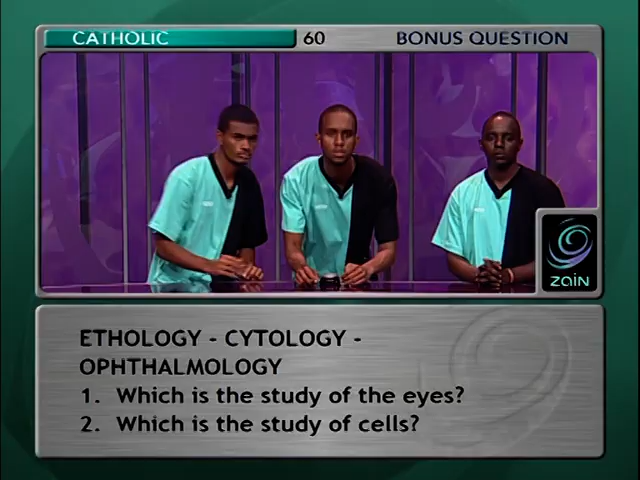 CATHOLIC 60 BONUS QUESTION
ZAIN
ETHOLOGY - CYTOLOGY -
OPHTHALMOLOGY
1. Which is the study of the eyes?
2. Which is the study of cells?